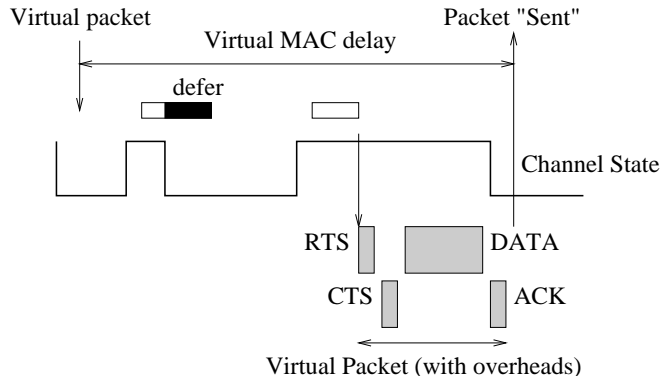 Virtual packet
Packet "Sent"
Virtual MAC delay
defer
Channel State
RTS
DATA
CTS
ACK
Virtual Packet (with overheads)